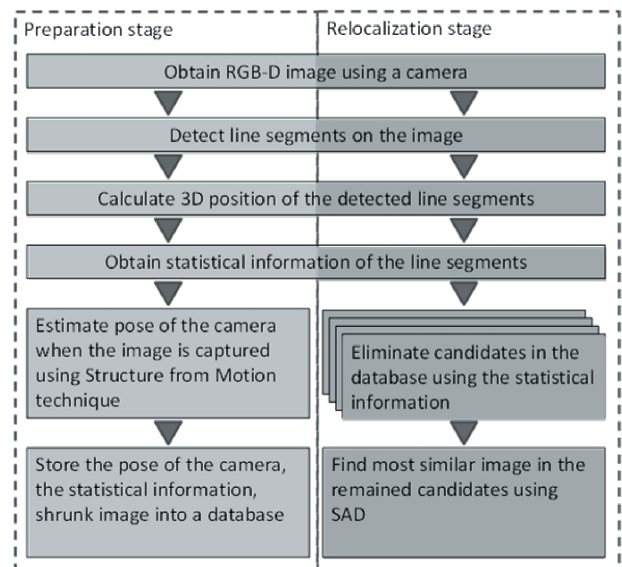 Preparation stage
Relocalization stage
Obtain RGB-D image using a camera
Detect line segments on the image
Calculate 3D position of the detected line segments
Obtain statistical information of the line segments
Estimate pose of the camera
when the image is captured
using Structure from Motion
technique
Eliminate candidates in the
database using the statistical
information
Store the pose of the camera,
the statistical information,
shrunk image into a database
Find most similar image in the
remained candidates using
SAD